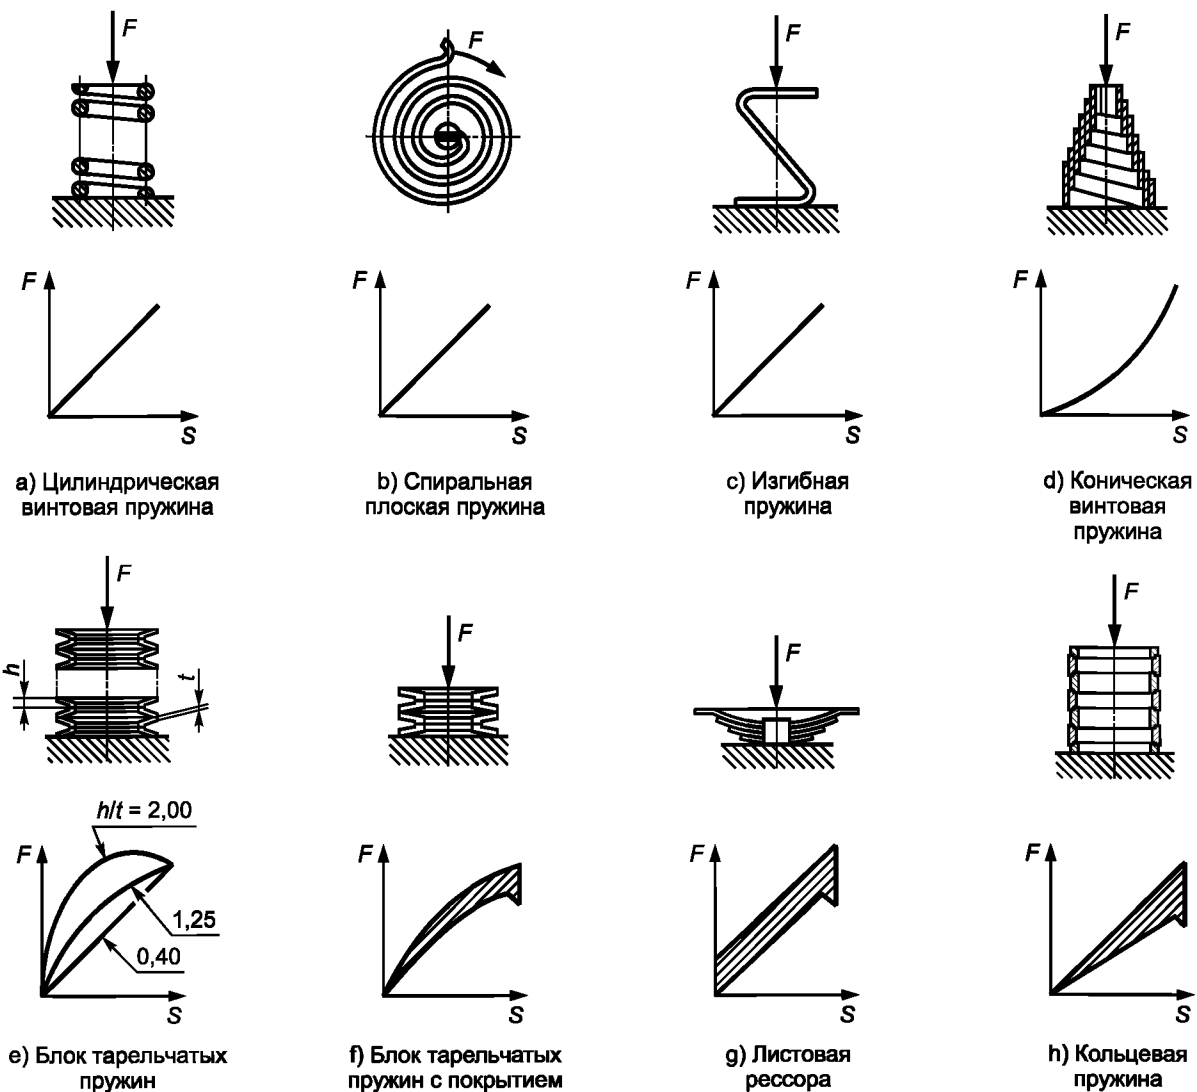 F
F
F
F
F
S
F
S
F
S
F
S
a) Цилиндрическая
винтовая пружина
b) Спиральная
плоская пружина
c) Изгибная
пружина
d) Коническая
винтовая
пружина
F
h
t
F
F
F
h/t = 2,00
F
1,25
0,40
S
F
S
F
S
F
S
e) Блок тарельчатых
пружин
f) Блок тарельчатых
пружин с покрытием
g) Листовая
рессора
h) Кольцевая
пружина